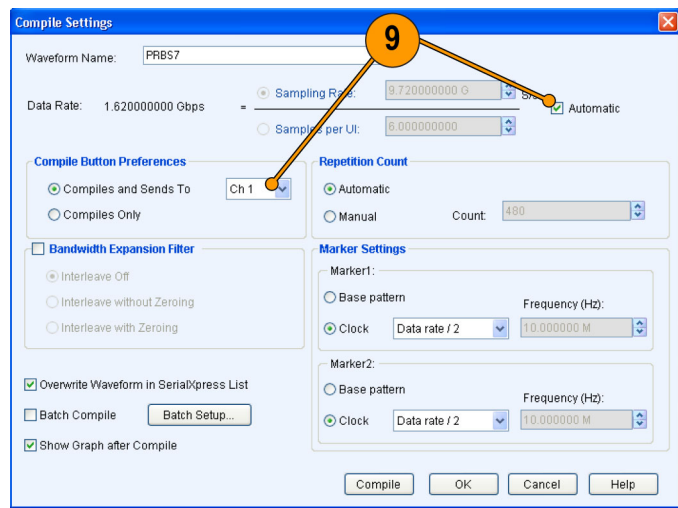 Compile Settings
9
Waveform Name: PRBS7
Sampling Rate: 9.720000000 G
Data Rate: 1.620000000 Gbps = Automatic
Samples per UI: 6.000000000
Compile Button Preferences
Compiles and Sends To Ch 1
Compiles Only
Repetition Count
Automatic
Manual Count: 480
Bandwidth Expansion Filter
Interleave Off
Interleave without Zeroing
Interleave with Zeroing
Marker Settings
Marker1:
Base pattern
Frequency (Hz):
Clock Data rate / 2 10.000000 M
Marker2:
Base pattern
Frequency (Hz):
Clock Data rate / 2 10.000000 M
Overwrite Waveform in SerialXpress List
Batch Compile Batch Setup...
Show Graph after Compile
Compile OK Cancel Help